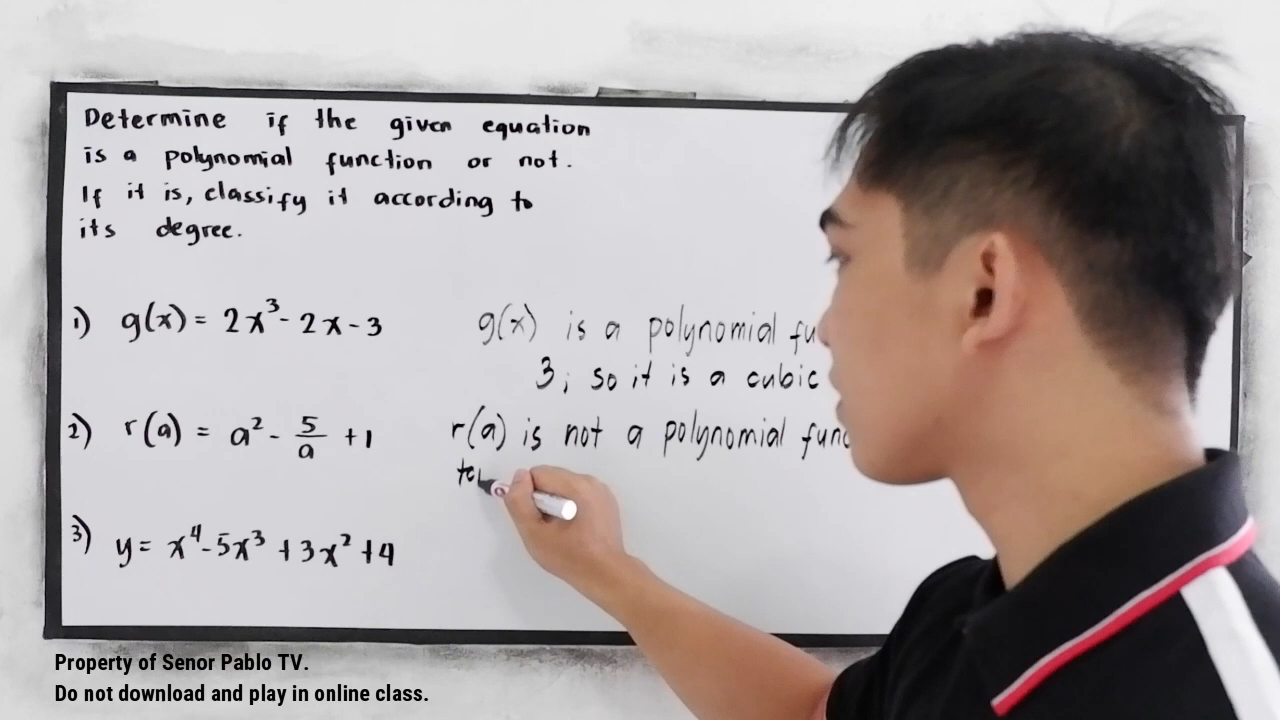 Determine if the given equation
is a polynomial function or not.
If it is, classify it according to
its degree.
1) g(x) = 2x³ - 2x - 3
g(x) is a polynomial fu
3, so it is a cubic
2) r(a) = a² - 5/a + 1
r(a) is not a polynomial func
3) y = x⁴ - 5x³ + 3x² + 4
Property of Senor Pablo TV.
Do not download and play in online class.